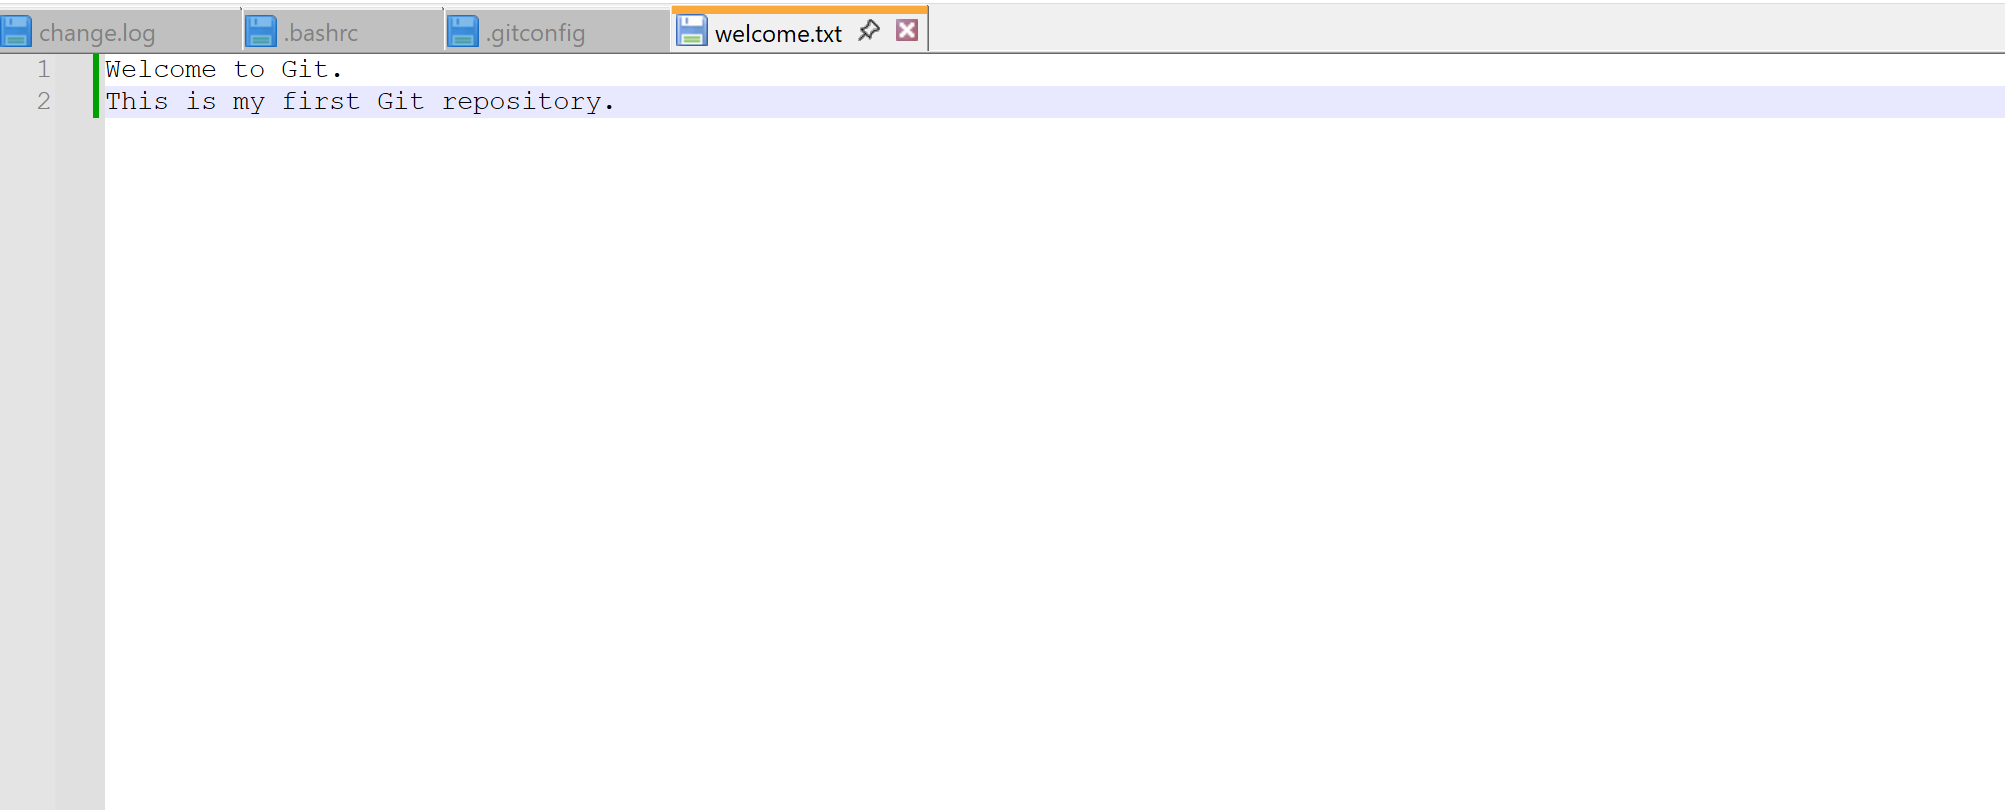 change.log .bashrc .gitconfig welcome.txt
1 Welcome to Git.
2 This is my first Git repository.